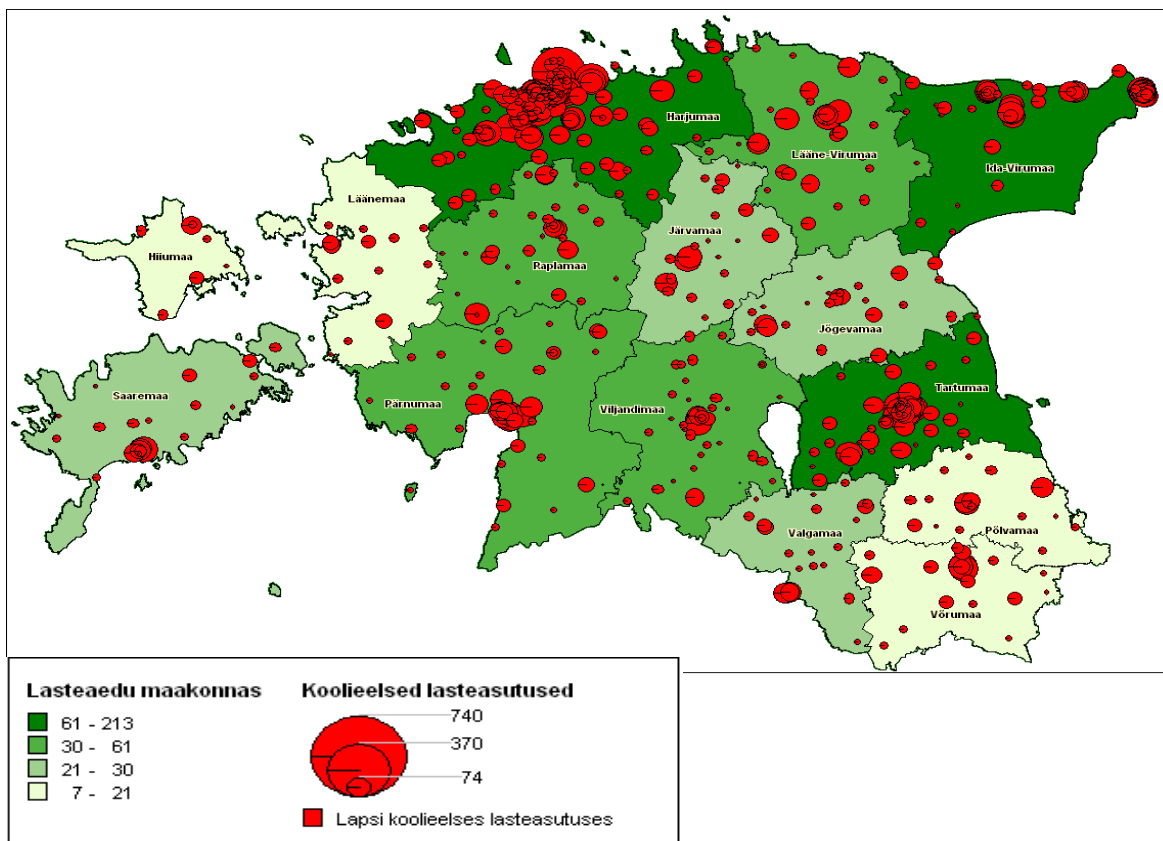 Harjumaa
Lääne-Virumaa
Ida-Virumaa
Läänemaa
Järvamaa
Hiiumaa
Raplamaa
Jõgevamaa
Saaremaa
Pärnumaa
Viljandimaa
Tartumaa
Valgamaa
Põlvamaa
Võrumaa
Lasteaedu maakonnas
61 - 213
30 - 61
21 - 30
7 - 21
Koolieelsed lasteasutused
740
370
74
Lapsi koolieelses lasteasutuses